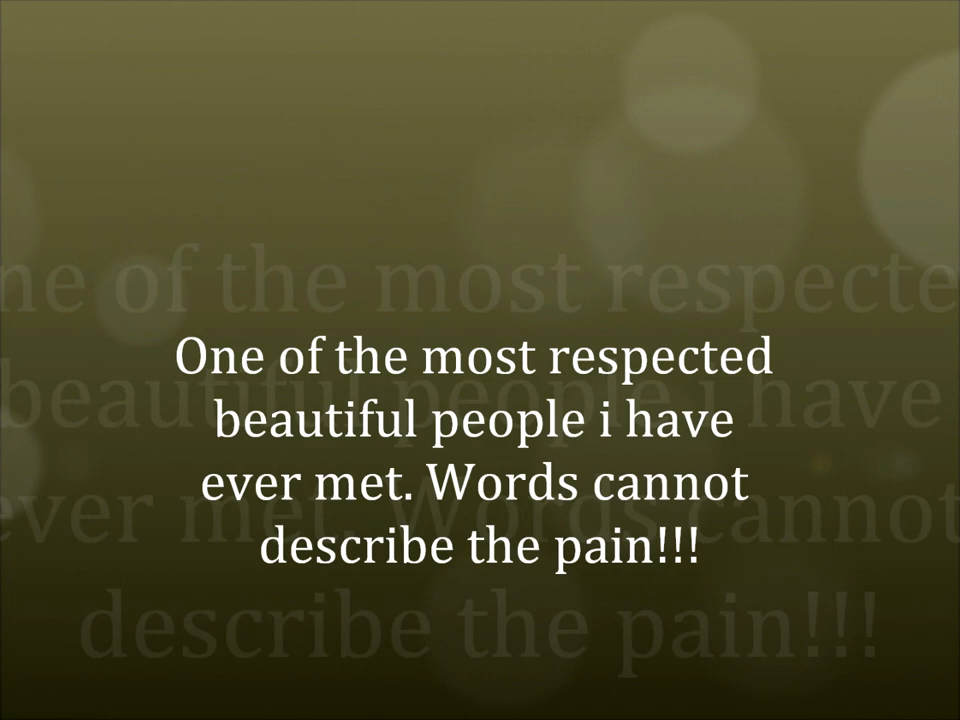 One of the most respected
beautiful people i have
ever met. Words cannot
describe the pain!!!